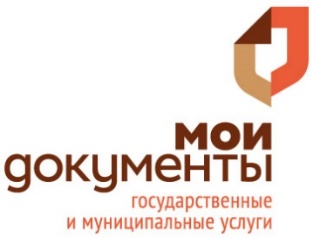 мои
документы
государственные
и муниципальные услуги